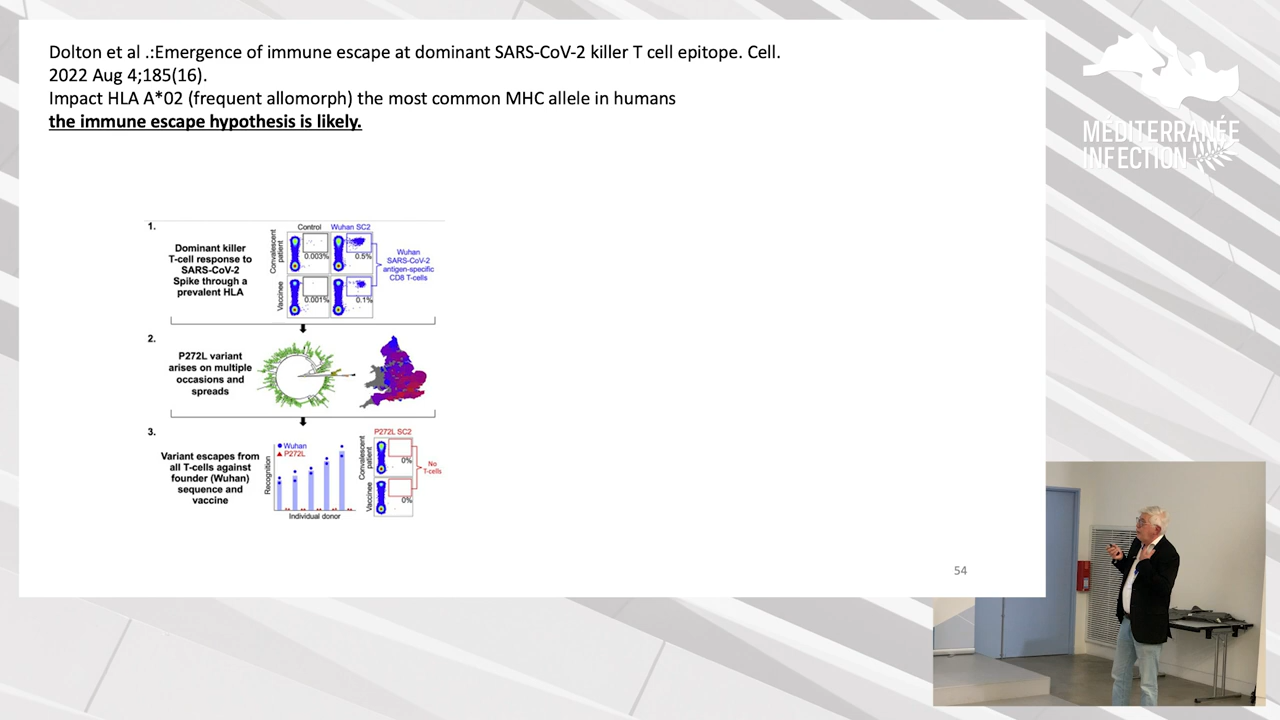 Dolton et al .:Emergence of immune escape at dominant SARS-CoV-2 killer T cell epitope. Cell.
2022 Aug 4;185(16).
Impact HLA A*02 (frequent allomorph) the most common MHC allele in humans
the immune escape hypothesis is likely.
MÉDITERRANÉE
INFECTION
1.
Dominant killer
T-cell response to
SARS-CoV-2
Spike through a
prevalent HLA
Control
Wuhan SC2
Convalescent
patient
0.003%
0.5%
Vaccinee
0.001%
0.1%
Wuhan
SARS-CoV-2
antigen-specific
CD8 T-cells
2.
P272L variant
arises on multiple
occasions and
spreads
3.
Variant escapes from
all T-cells against
founder (Wuhan)
sequence and
vaccine
Wuhan
P272L
Recognition
Individual donor
P272L SC2
Convalescent
patient
0%
Vaccinee
0%
No
T-cells
54